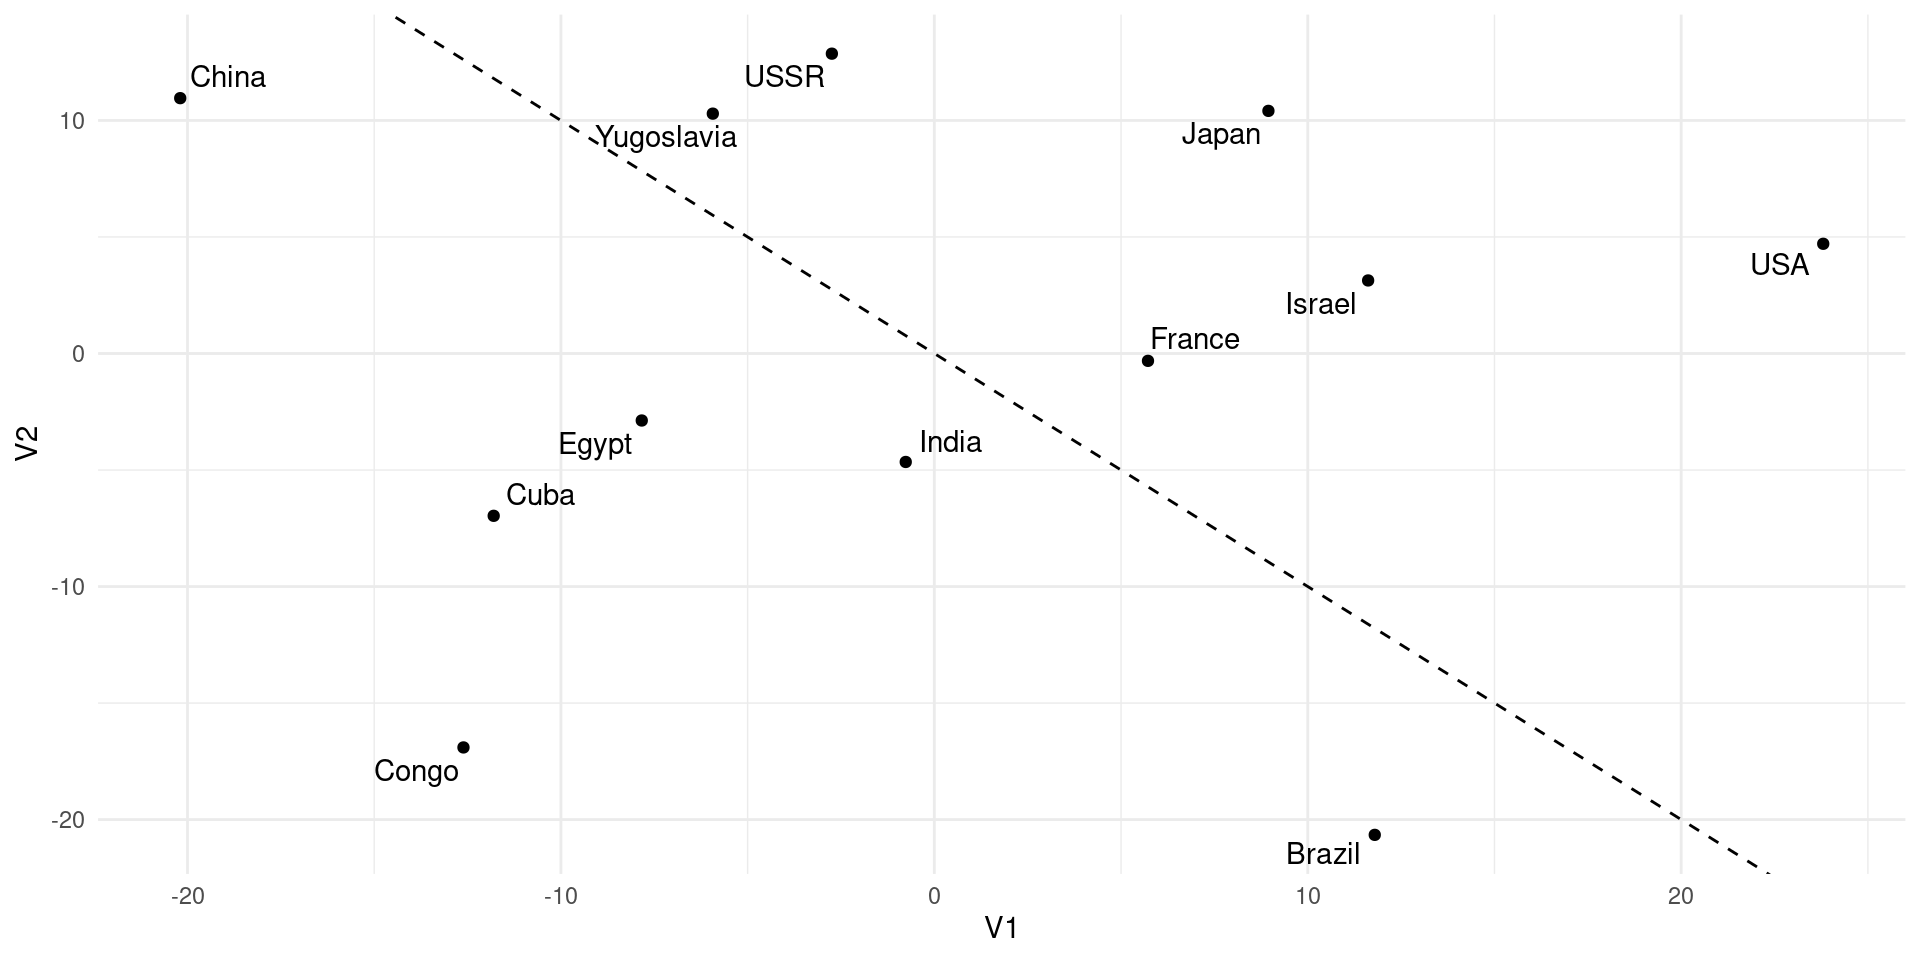 China
USSR
Yugoslavia
Japan
USA
Israel
France
Egypt
India
Cuba
Congo
Brazil
10
0
-10
-20
V2
-20
-10
0
10
20
V1